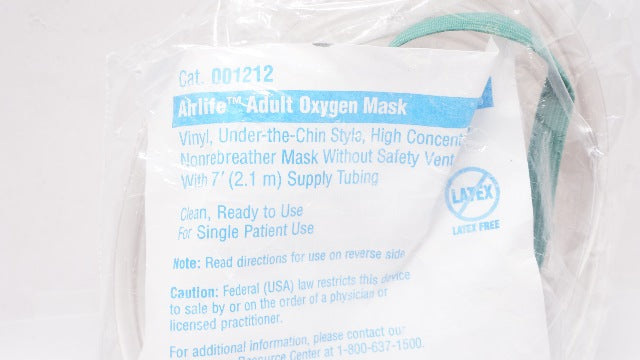 Cat. 001212
Airlife™ Adult Oxygen Mask
Vinyl, Under-the-Chin Style, High
Nonrebreather Mask Without Safety Vent
With 7' (2.1 m) Supply Tubing
Clean, Ready to Use
For Single Patient Use
LATEX
LATEX FREE
Note: Read directions for use on reverse side
Caution: Federal (USA) law restricts this device
to sale by or on the order of a physician or
licensed practitioner.
For additional information, please contact our
Resource Center at 1-800-637-1500.